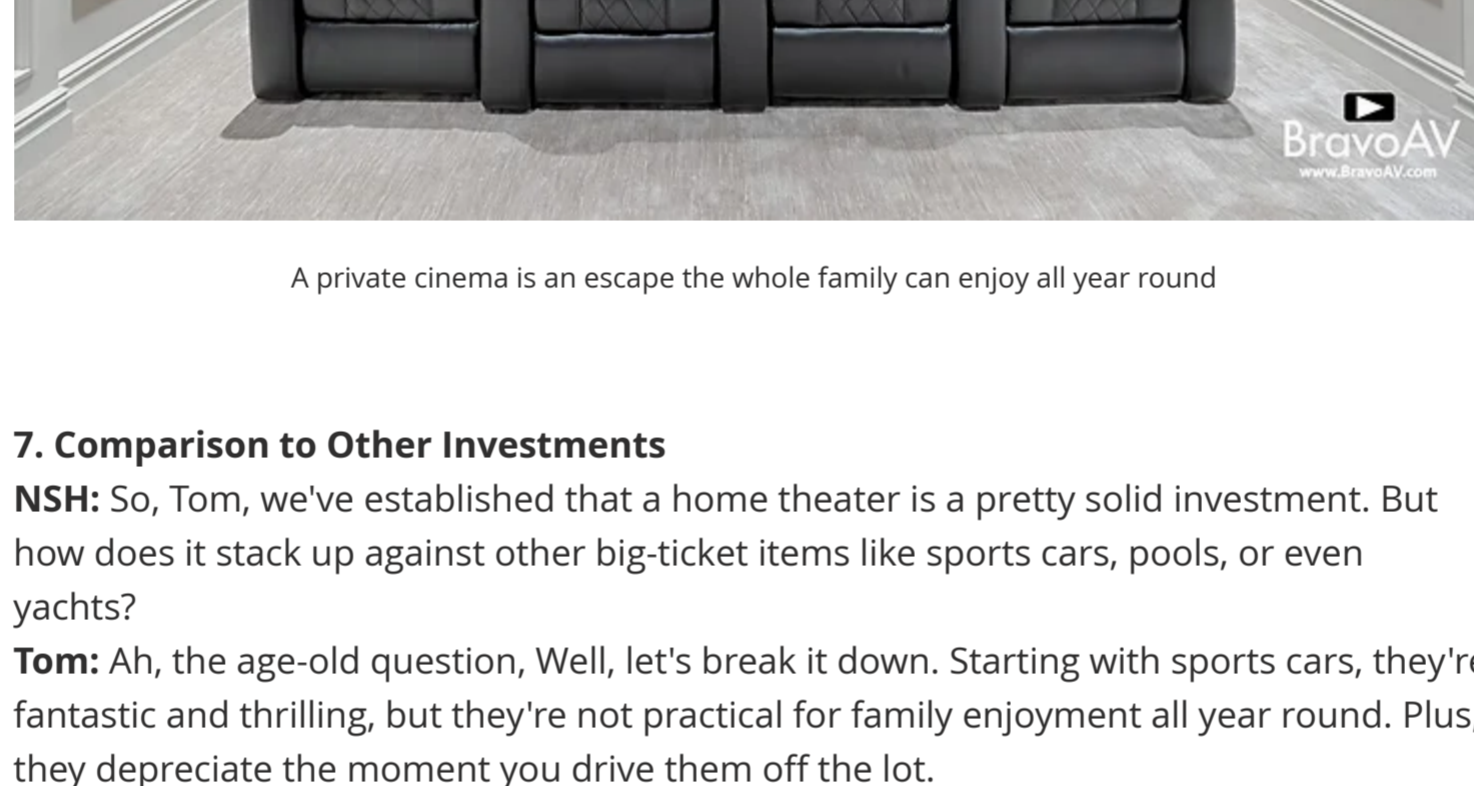 BravoAV
www.BravoAV.com
A private cinema is an escape the whole family can enjoy all year round
7. Comparison to Other Investments
NSH: So, Tom, we've established that a home theater is a pretty solid investment. But
how does it stack up against other big-ticket items like sports cars, pools, or even
yachts?
Tom: Ah, the age-old question, Well, let's break it down. Starting with sports cars, they're
fantastic and thrilling, but they're not practical for family enjoyment all year round. Plus,
they depreciate the moment you drive them off the lot.